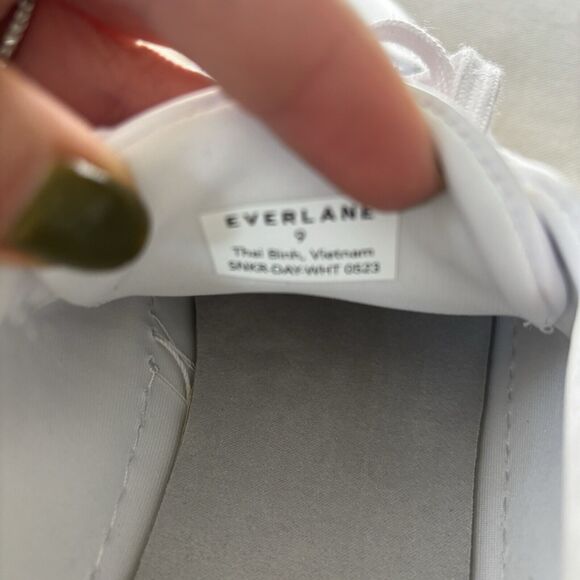 EVERLANE
9
Thai Binh, Vietnam
SNKR-DAY-WHT 0523